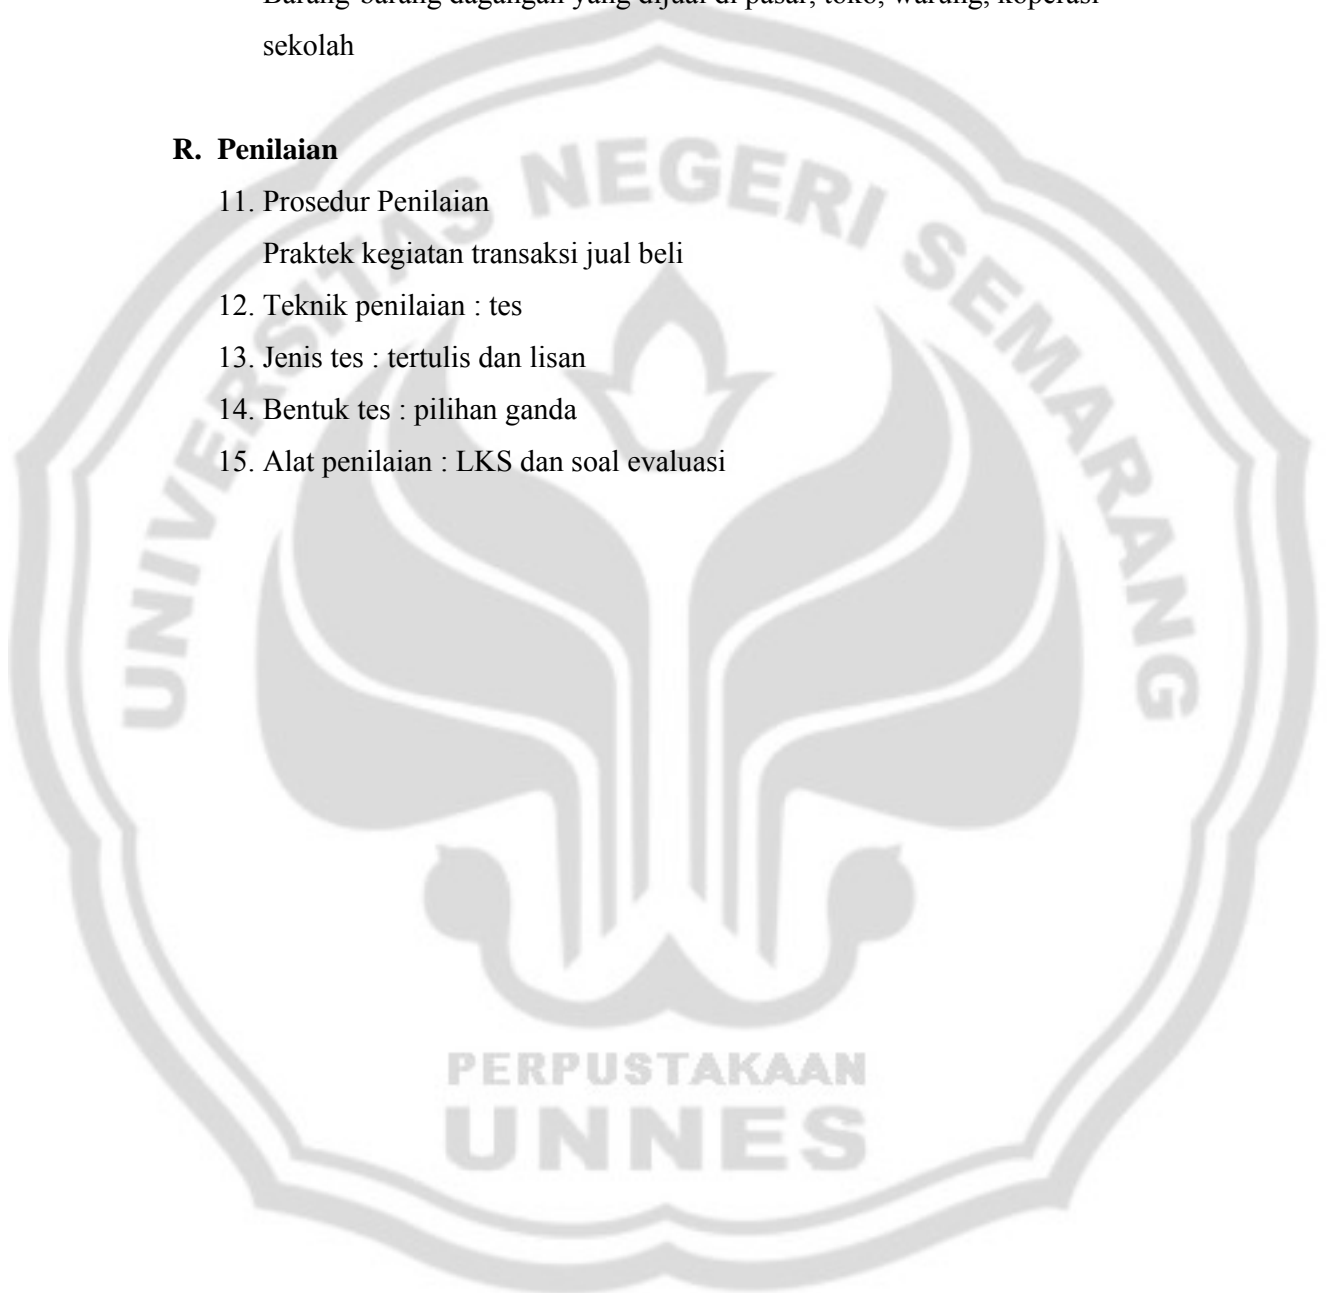 Barang-barang dagangan yang dijual di pasar, toko, warung, koperasi
sekolah
R. Penilaian
11. Prosedur Penilaian
Praktek kegiatan transaksi jual beli
12. Teknik penilaian : tes
13. Jenis tes : tertulis dan lisan
14. Bentuk tes : pilihan ganda
15. Alat penilaian : LKS dan soal evaluasi
UNIVERSITAS NEGERI SEMARANG
PERPUSTAKAAN
UNNES